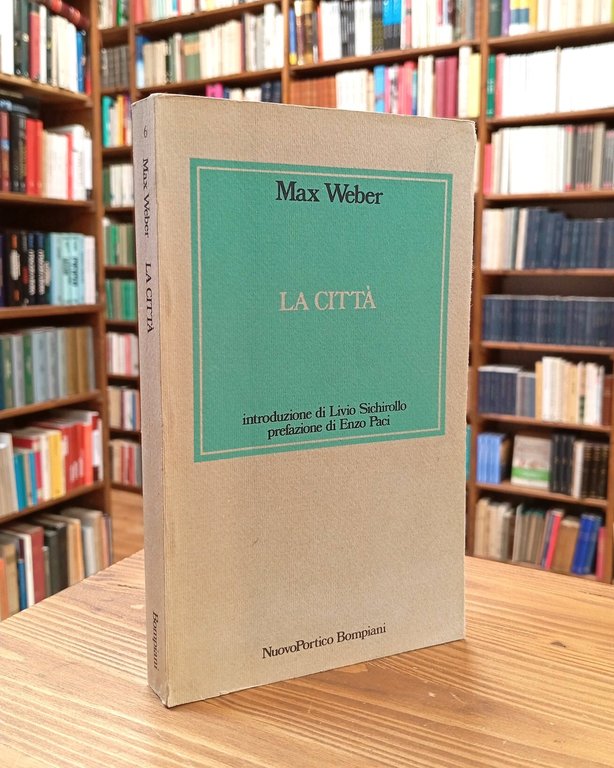 6
Max Weber
LA CITTÀ
Bompiani
Max Weber
LA CITTÀ
introduzione di Livio Sichirollo
prefazione di Enzo Paci
NuovoPortico Bompiani